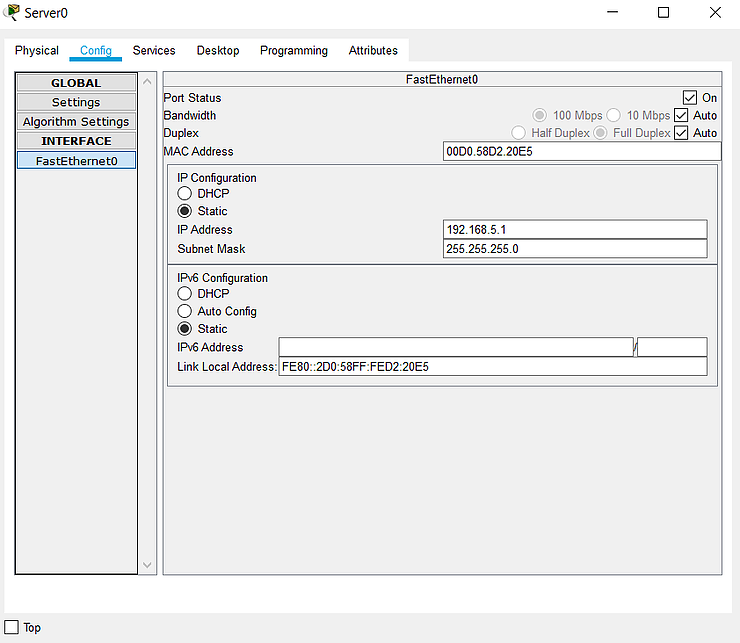 Server0
Physical Config Services Desktop Programming Attributes
GLOBAL
Settings
Algorithm Settings
INTERFACE
FastEthernet0
FastEthernet0
Port Status On
Bandwidth 100 Mbps 10 Mbps Auto
Duplex Half Duplex Full Duplex Auto
MAC Address 00D0.58D2.20E5
IP Configuration
DHCP
Static
IP Address 192.168.5.1
Subnet Mask 255.255.255.0
IPv6 Configuration
DHCP
Auto Config
Static
IPv6 Address /
Link Local Address: FE80::2D0:58FF:FED2:20E5
Top